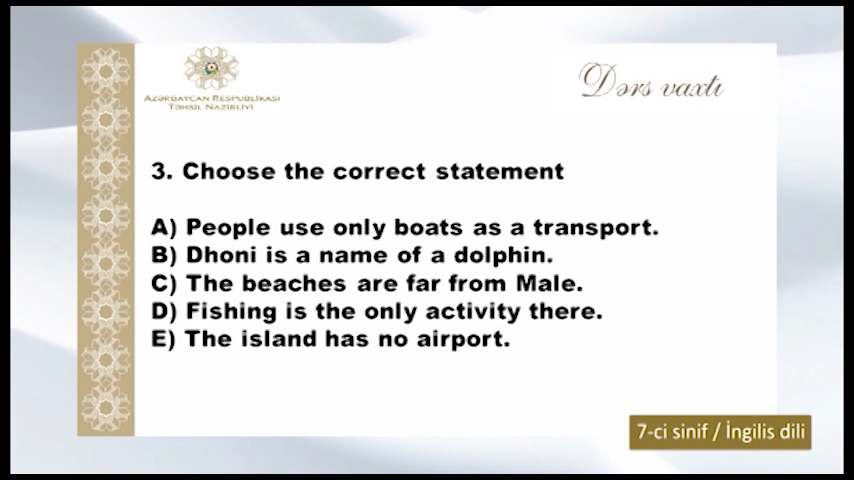 AZƏRBAYCAN RESPUBLİKASI
TƏHSİL NAZİRLİYİ
Dərs vaxtı
3. Choose the correct statement
A) People use only boats as a transport.
B) Dhoni is a name of a dolphin.
C) The beaches are far from Male.
D) Fishing is the only activity there.
E) The island has no airport.
7-ci sinif / İngilis dili